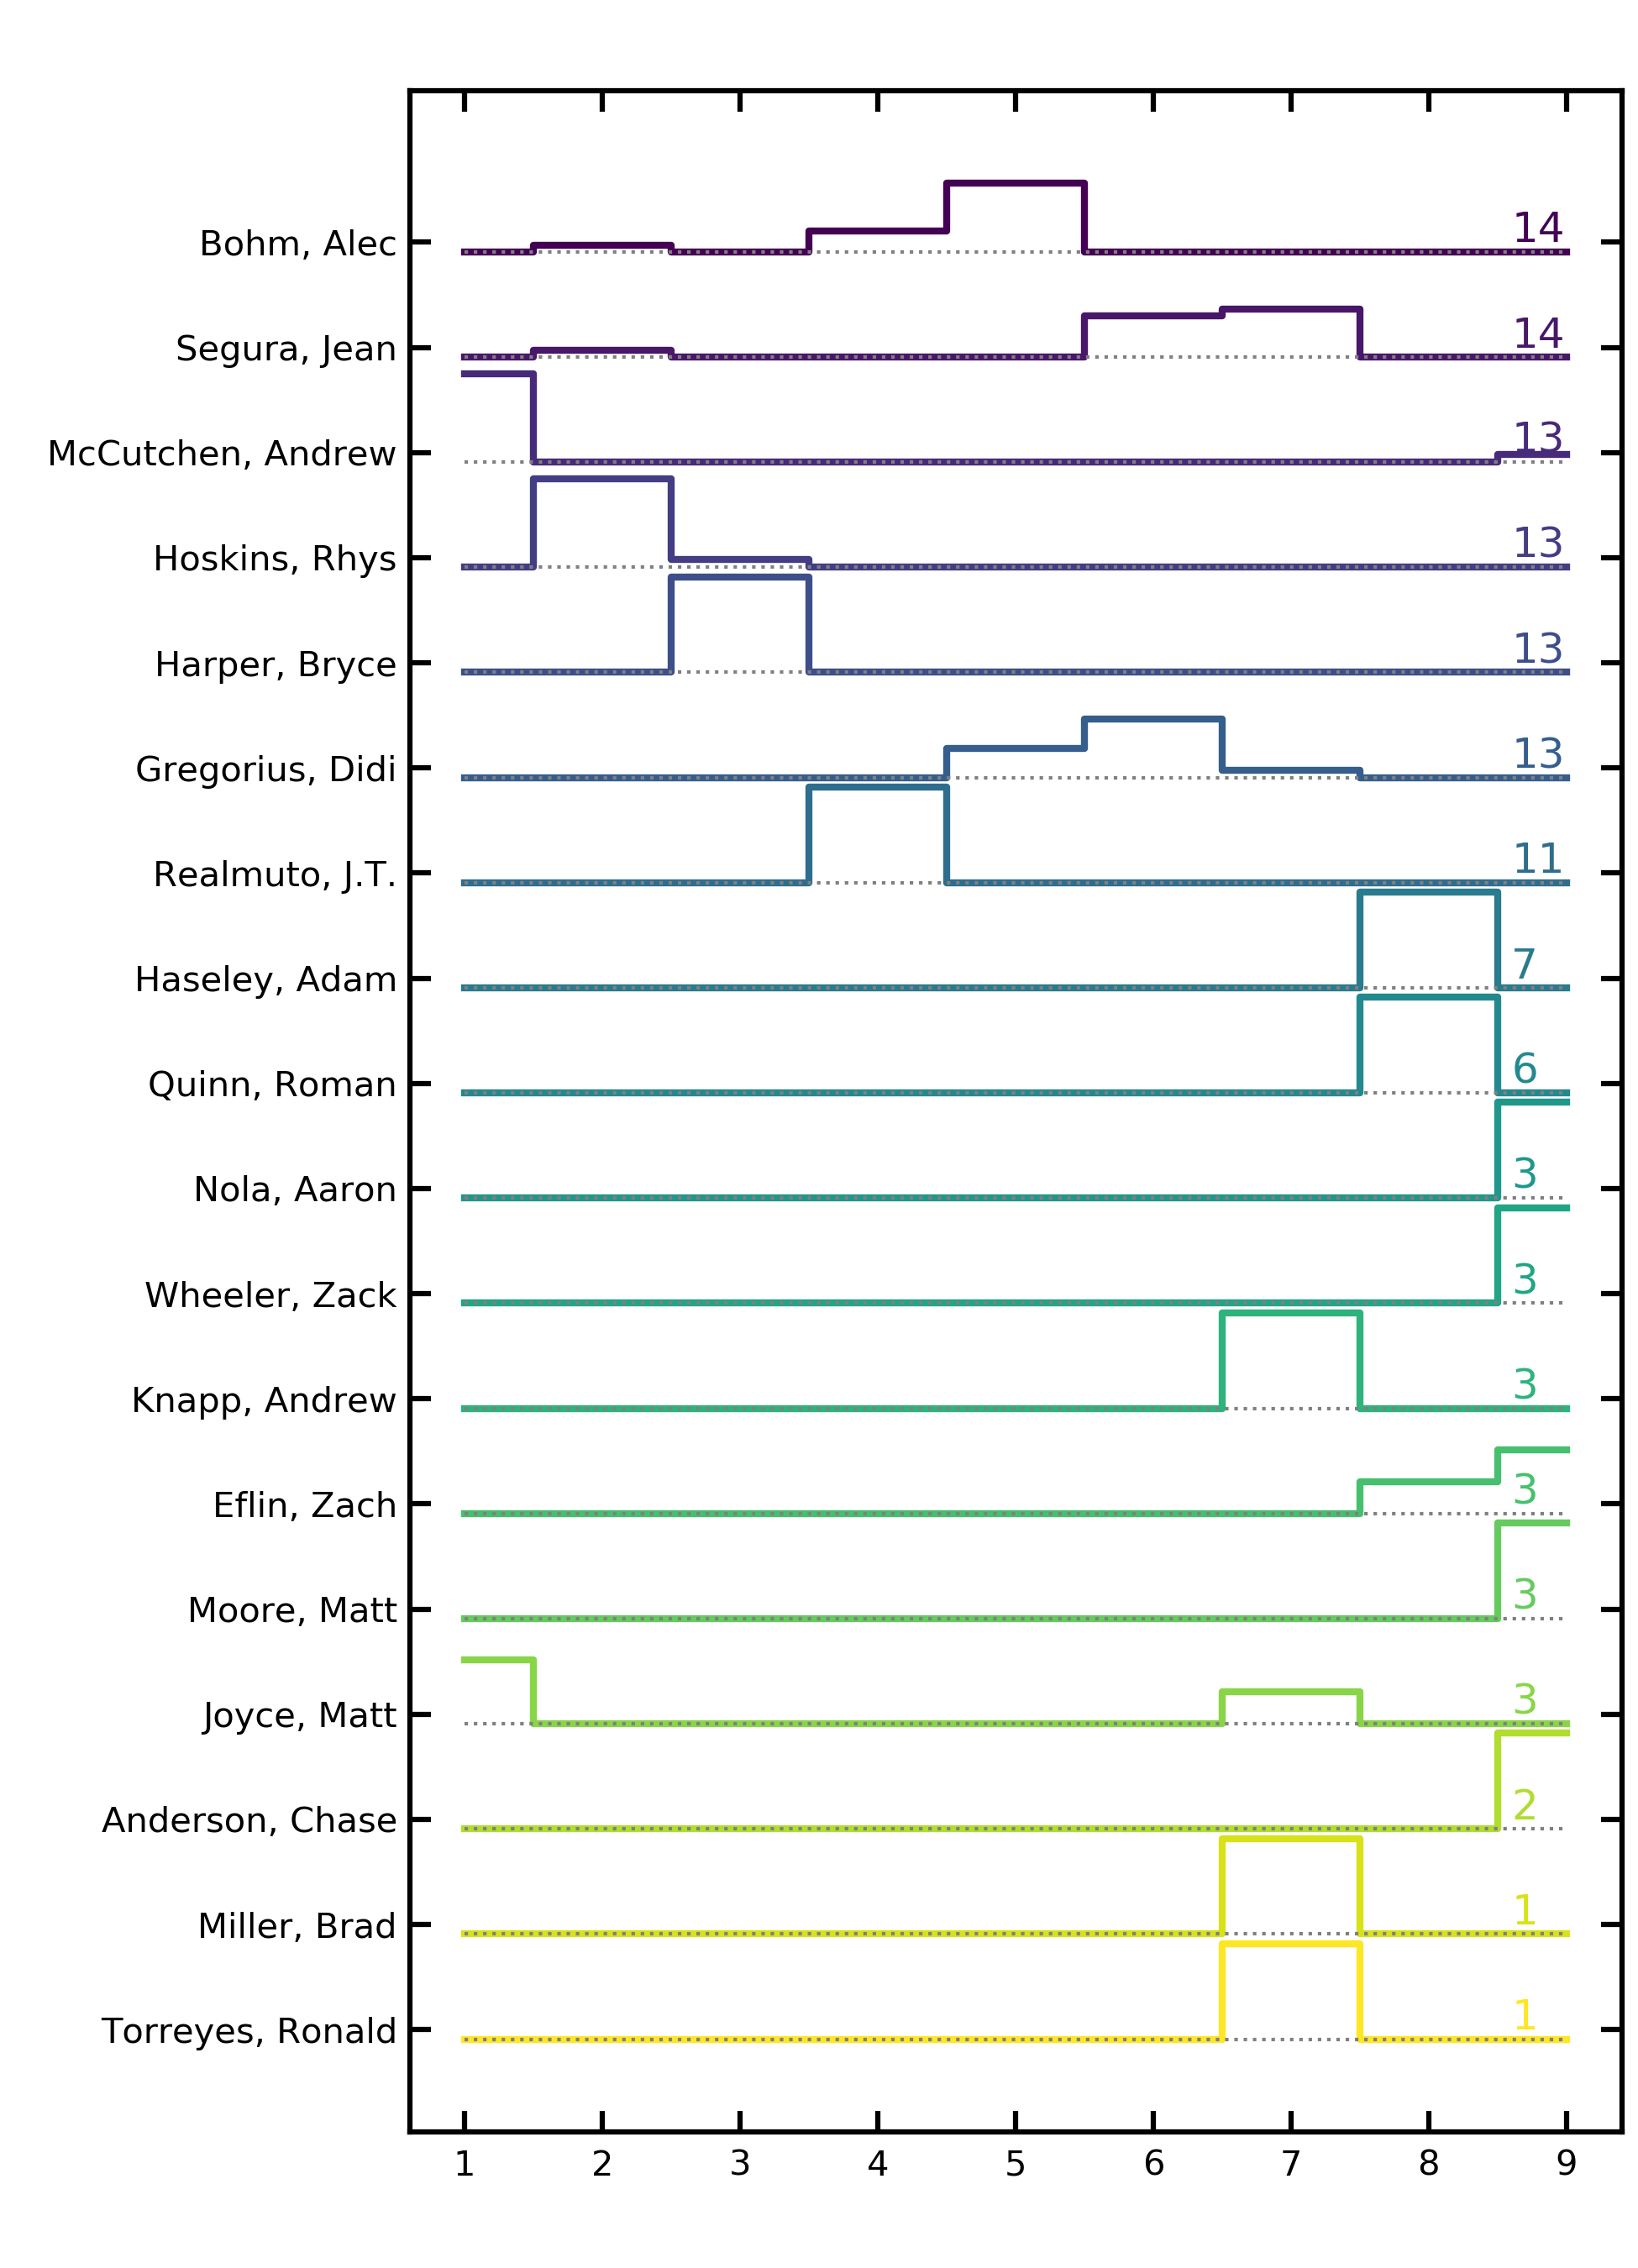 Bohm, Alec 14
Segura, Jean 14
McCutchen, Andrew 13
Hoskins, Rhys 13
Harper, Bryce 13
Gregorius, Didi 13
Realmuto, J.T. 11
Haseley, Adam 7
Quinn, Roman 6
Nola, Aaron 3
Wheeler, Zack 3
Knapp, Andrew 3
Eflin, Zach 3
Moore, Matt 3
Joyce, Matt 3
Anderson, Chase 2
Miller, Brad 1
Torreyes, Ronald 1
1 2 3 4 5 6 7 8 9